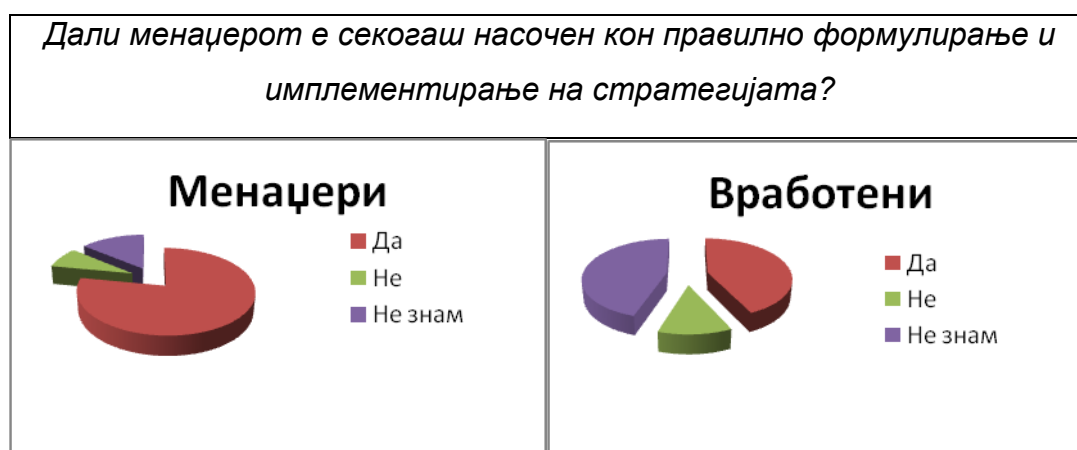 Дали менаџерот е секогаш насочен кон правилно формулирање и
имплементирање на стратегијата?
Менаџери
Да
Не
Не знам
Вработени
Да
Не
Не знам